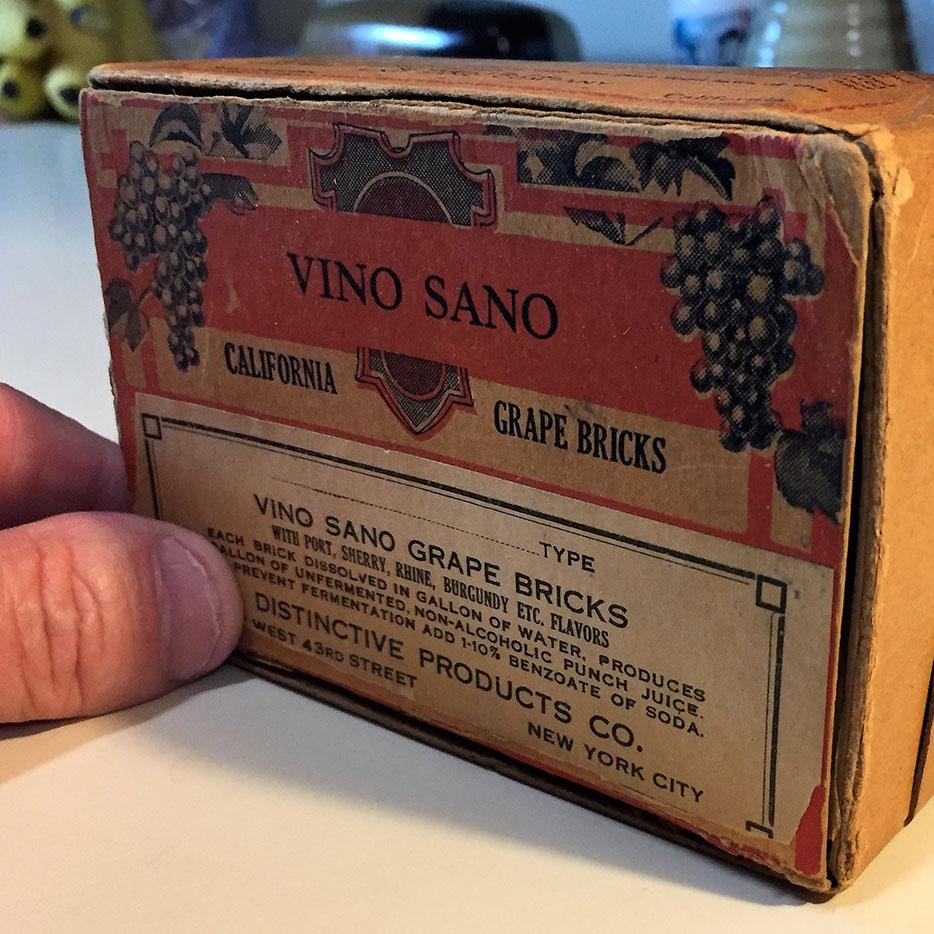 VINO SANO
CALIFORNIA GRAPE BRICKS
TYPE
VINO SANO GRAPE BRICKS
WITH PORT, SHERRY, RHINE, BURGUNDY ETC. FLAVORS
EACH BRICK DISSOLVED IN GALLON OF WATER, PRODUCES
GALLON OF UNFERMENTED, NON-ALCOHOLIC PUNCH JUICE.
PREVENT FERMENTATION ADD 1-10% BENZOATE OF SODA.
DISTINCTIVE PRODUCTS CO.
WEST 43RD STREET
NEW YORK CITY